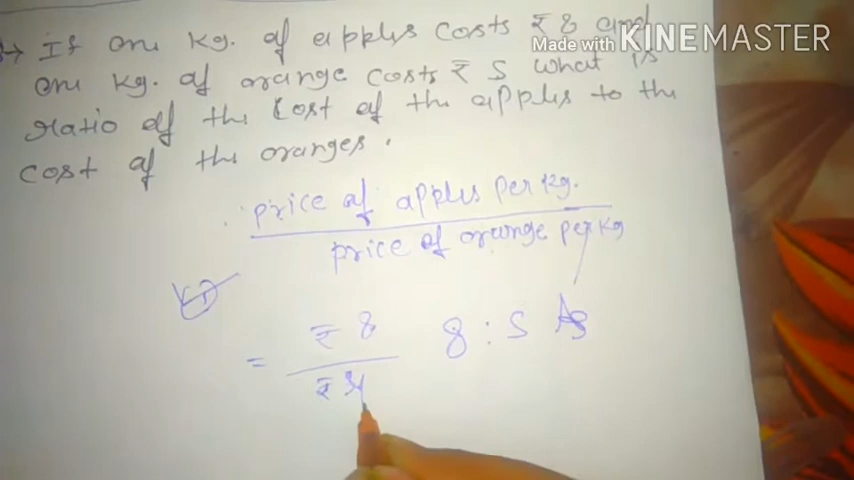 If one kg. of apples costs ₹ 8 and
one kg. of orange costs ₹ 5 what is
ratio of the cost of the apples to the
cost of the oranges.
price of apples per kg.
price of orange per kg
= ₹ 8 8 : 5
₹
Made with KINEMASTER